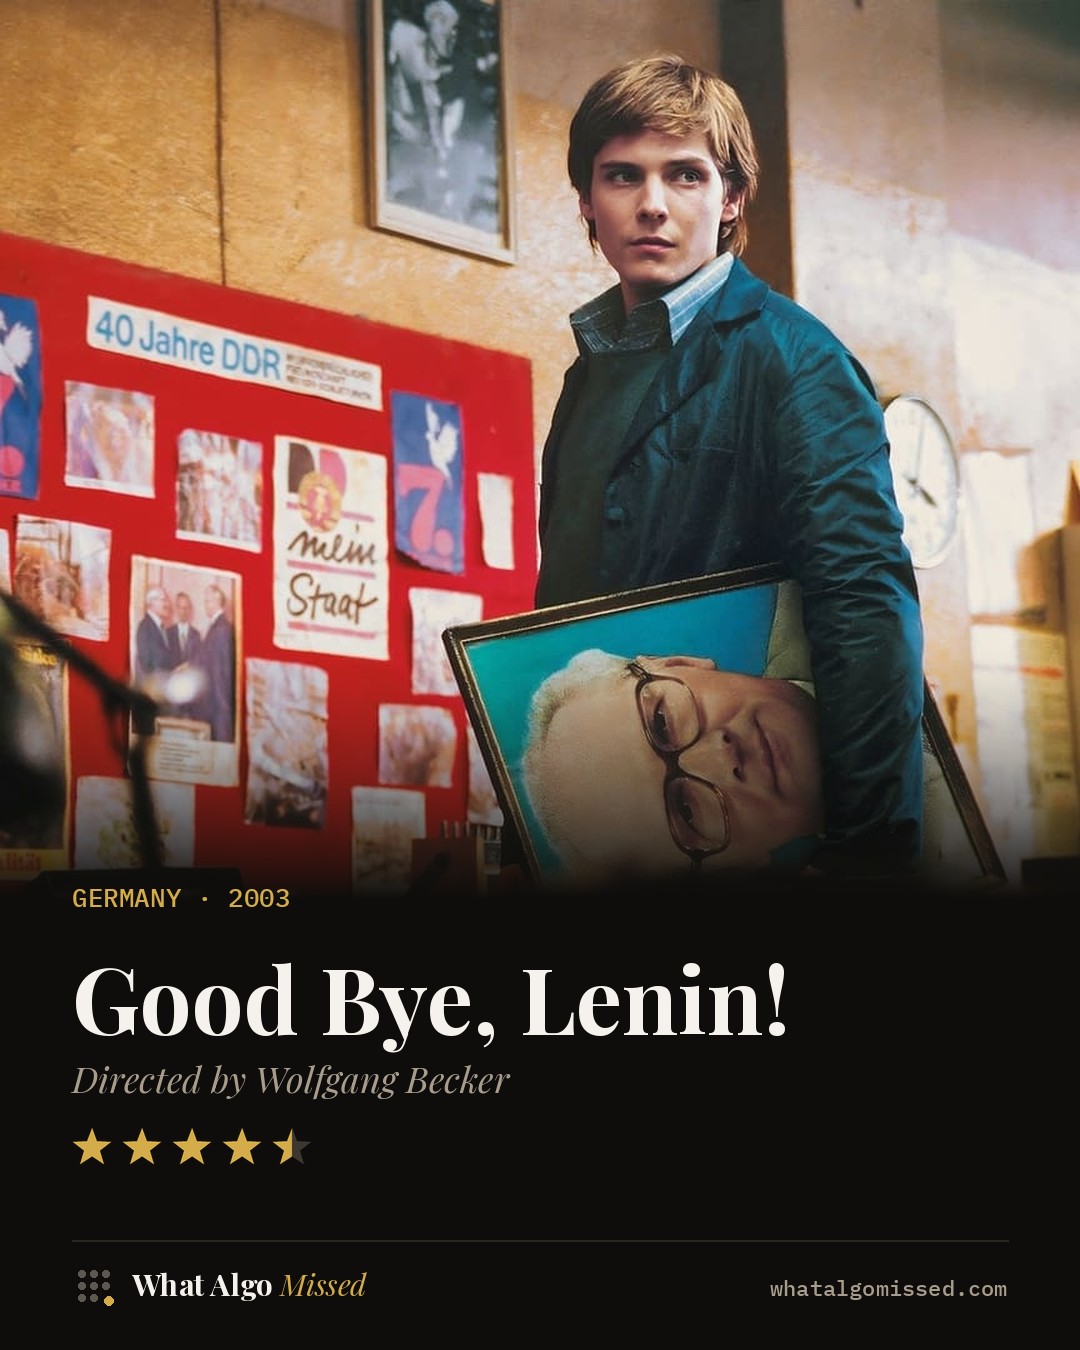 40 Jahre DDR
7.
mein
Staat
alität
GERMANY · 2003
Good Bye, Lenin!
Directed by Wolfgang Becker
What Algo Missed
whatalgomissed.com